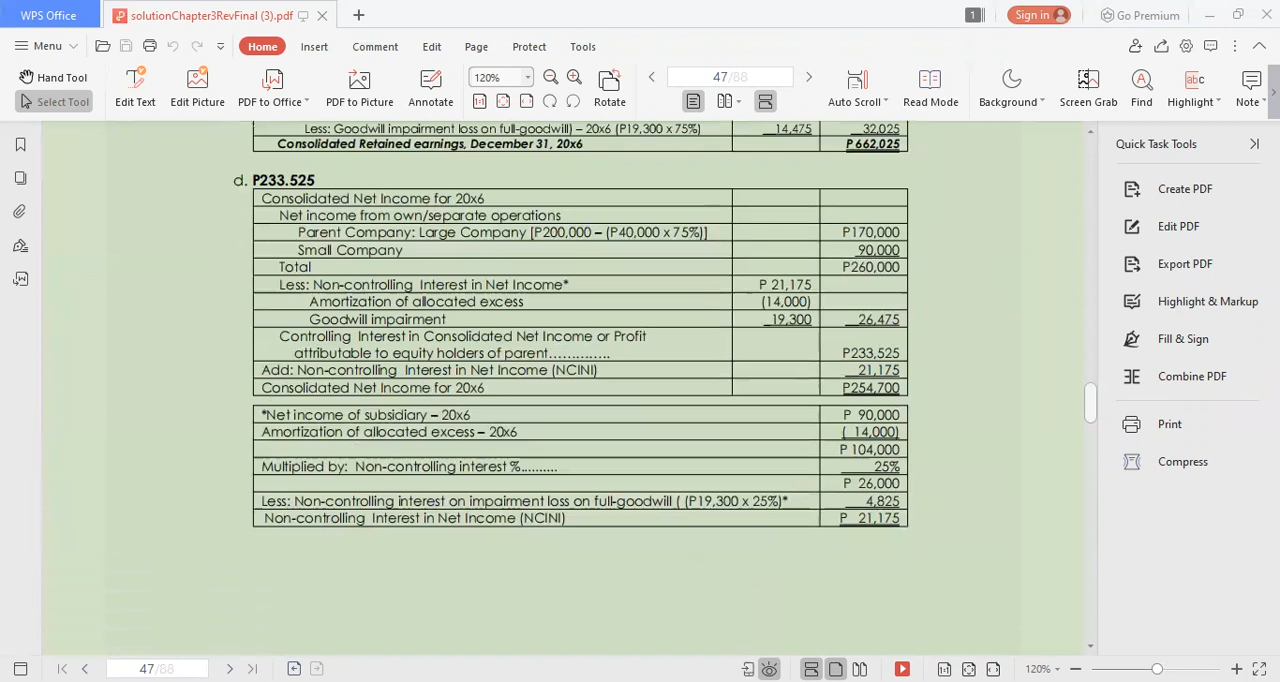 WPS Office
solutionChapter3RevFinal (3).pdf
1
Sign in
Go Premium
Menu
Home
Insert
Comment
Edit
Page
Protect
Tools
Hand Tool
Select Tool
Edit Text
Edit Picture
PDF to Office
PDF to Picture
Annotate
120%
Rotate
47/88
Auto Scroll
Read Mode
Background
Screen Grab
Find
Highlight
Note
Less: Goodwill impairment loss on full-goodwill) – 20x6 (P19,300 x 75%) 14,475 32,025
Consolidated Retained earnings, December 31, 20x6 P 662,025
d. P233.525
Consolidated Net Income for 20x6
Net income from own/separate operations
Parent Company: Large Company [P200,000 – (P40,000 x 75%)] P170,000
Small Company 90,000
Total P260,000
Less: Non-controlling Interest in Net Income* P 21,175
Amortization of allocated excess (14,000)
Goodwill impairment 19,300 26,475
Controlling Interest in Consolidated Net Income or Profit
attributable to equity holders of parent………….. P233,525
Add: Non-controlling Interest in Net Income (NCINI) 21,175
Consolidated Net Income for 20x6 P254,700
*Net income of subsidiary – 20x6 P 90,000
Amortization of allocated excess – 20x6 ( 14,000)
P 104,000
Multiplied by: Non-controlling interest %.......... 25%
P 26,000
Less: Non-controlling interest on impairment loss on full-goodwill ( (P19,300 x 25%)* 4,825
Non-controlling Interest in Net Income (NCINI) P 21,175
Quick Task Tools
Create PDF
Edit PDF
Export PDF
Highlight & Markup
Fill & Sign
Combine PDF
Print
Compress
47/88
120%